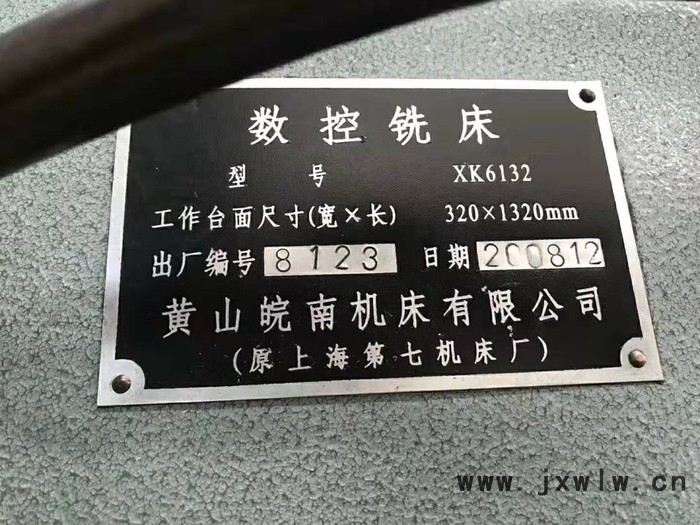 数控铣床
型号 XK6132
工作台面尺寸(宽×长) 320×1320mm
出厂编号 8123 日期 200812
黄山皖南机床有限公司
(原上海第七机床厂)
www.jxwlw.cn